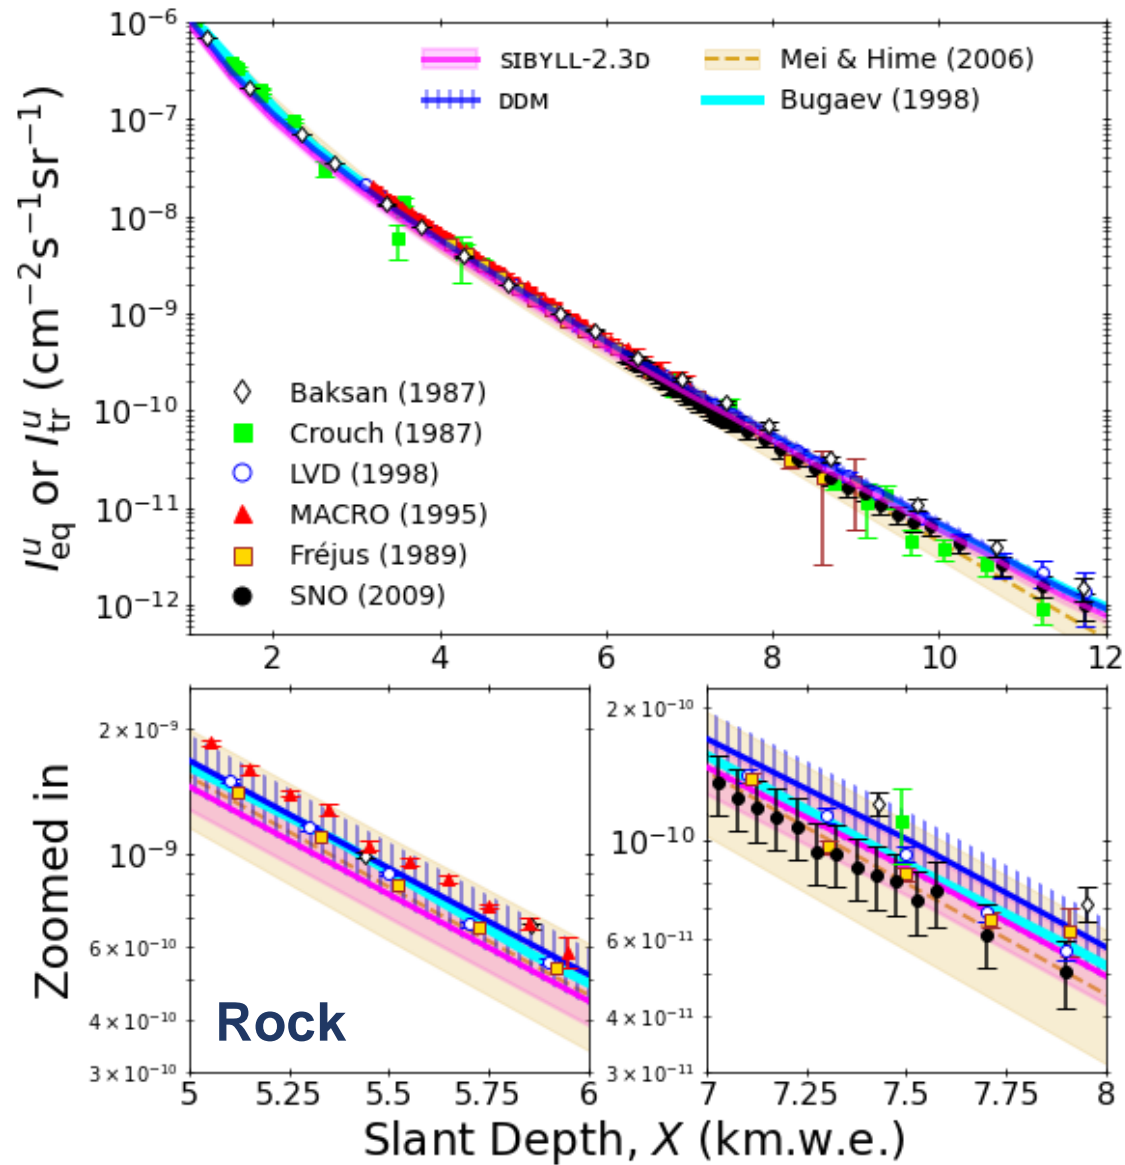 10⁻⁶
10⁻⁷
10⁻⁸
10⁻⁹
10⁻¹⁰
10⁻¹¹
10⁻¹²
I^u_eq or I^u_tr (cm⁻²s⁻¹sr⁻¹)
SIBYLL-2.3D
DDM
Mei & Hime (2006)
Bugaev (1998)
Baksan (1987)
Crouch (1987)
LVD (1998)
MACRO (1995)
Fréjus (1989)
SNO (2009)
2 4 6 8 10 12
Zoomed in
2 × 10⁻⁹
10⁻⁹
6 × 10⁻¹⁰
4 × 10⁻¹⁰
3 × 10⁻¹⁰
Rock
5 5.25 5.5 5.75 6
2 × 10⁻¹⁰
10⁻¹⁰
6 × 10⁻¹¹
4 × 10⁻¹¹
3 × 10⁻¹¹
7 7.25 7.5 7.75 8
Slant Depth, X (km.w.e.)